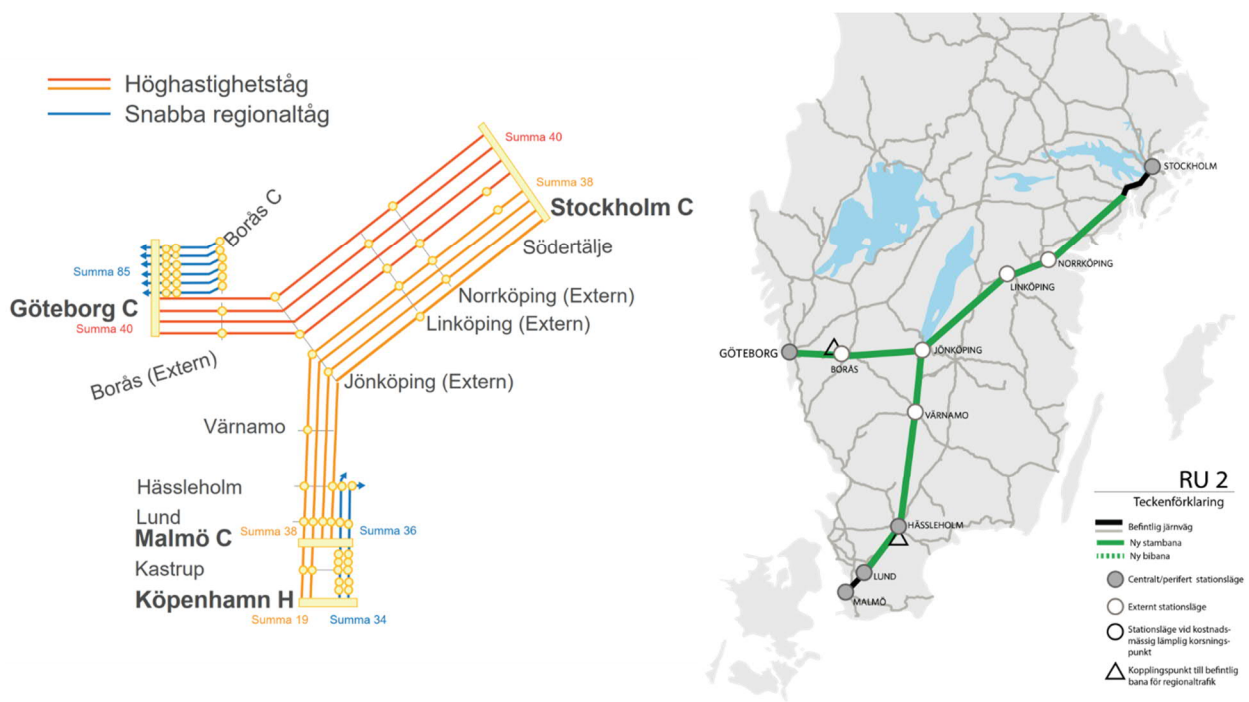 Höghastighetståg
Snabba regionaltåg
Summa 40
Summa 38
Stockholm C
Södertälje
Borås C
Summa 85
Göteborg C
Summa 40
Norrköping (Extern)
Linköping (Extern)
Borås (Extern)
Jönköping (Extern)
Värnamo
Hässleholm
Lund
Summa 38
Summa 36
Malmö C
Kastrup
Köpenhamn H
Summa 19
Summa 34
STOCKHOLM
NORRKÖPING
LINKÖPING
GÖTEBORG
JÖNKÖPING
BORÅS
VÄRNAMO
HÄSSLEHOLM
LUND
MALMÖ
RU 2
Teckenförklaring
Befintlig järnväg
Ny stambana
Ny bibana
Centralt/perifert stationsläge
Externt stationsläge
Stationsläge vid kostnads-
mässig lämplig korsnings-
punkt
Kopplingspunkt till befintlig
bana för regionaltrafik